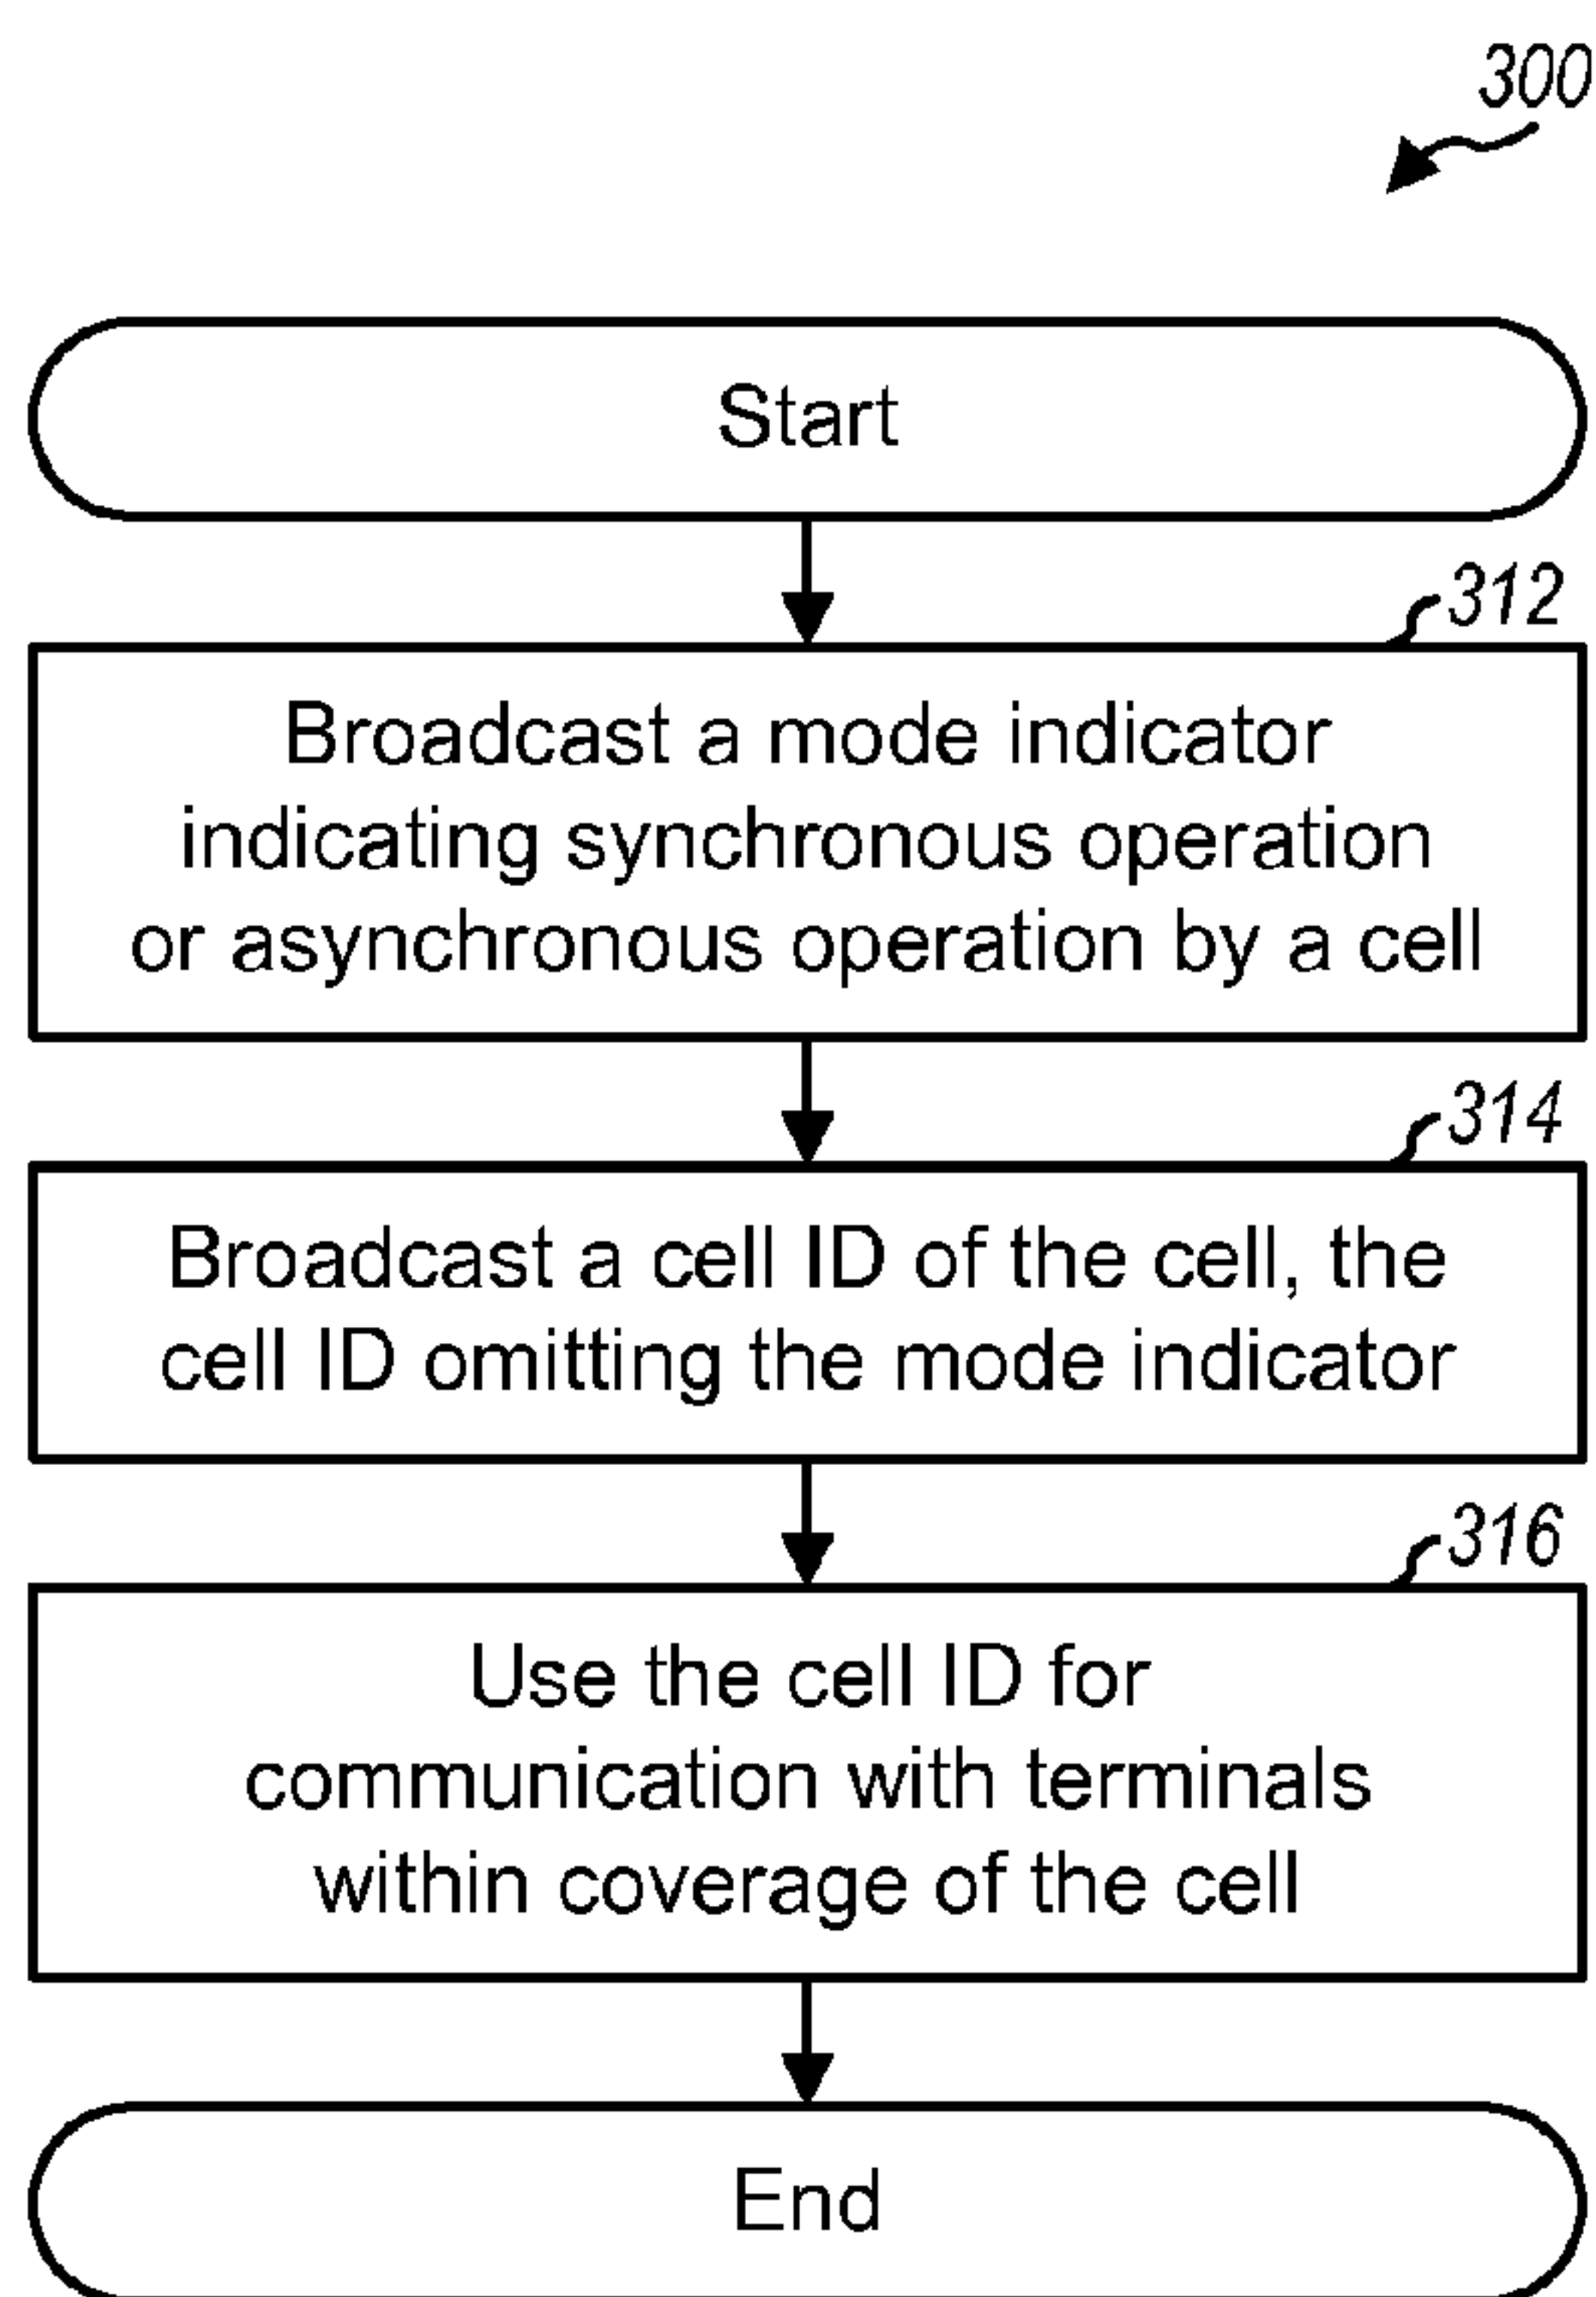 300
Start
312
Broadcast a mode indicator
indicating synchronous operation
or asynchronous operation by a cell
314
Broadcast a cell ID of the cell, the
cell ID omitting the mode indicator
316
Use the cell ID for
communication with terminals
within coverage of the cell
End